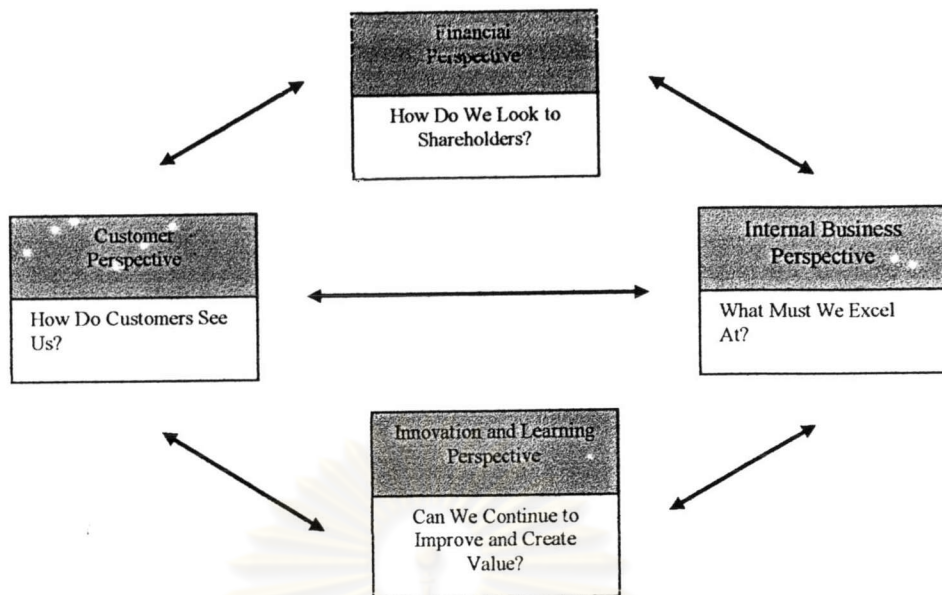 Financial
Perspective
How Do We Look to
Shareholders?
Customer
Perspective
How Do Customers See
Us?
Internal Business
Perspective
What Must We Excel
At?
Innovation and Learning
Perspective
Can We Continue to
Improve and Create
Value?